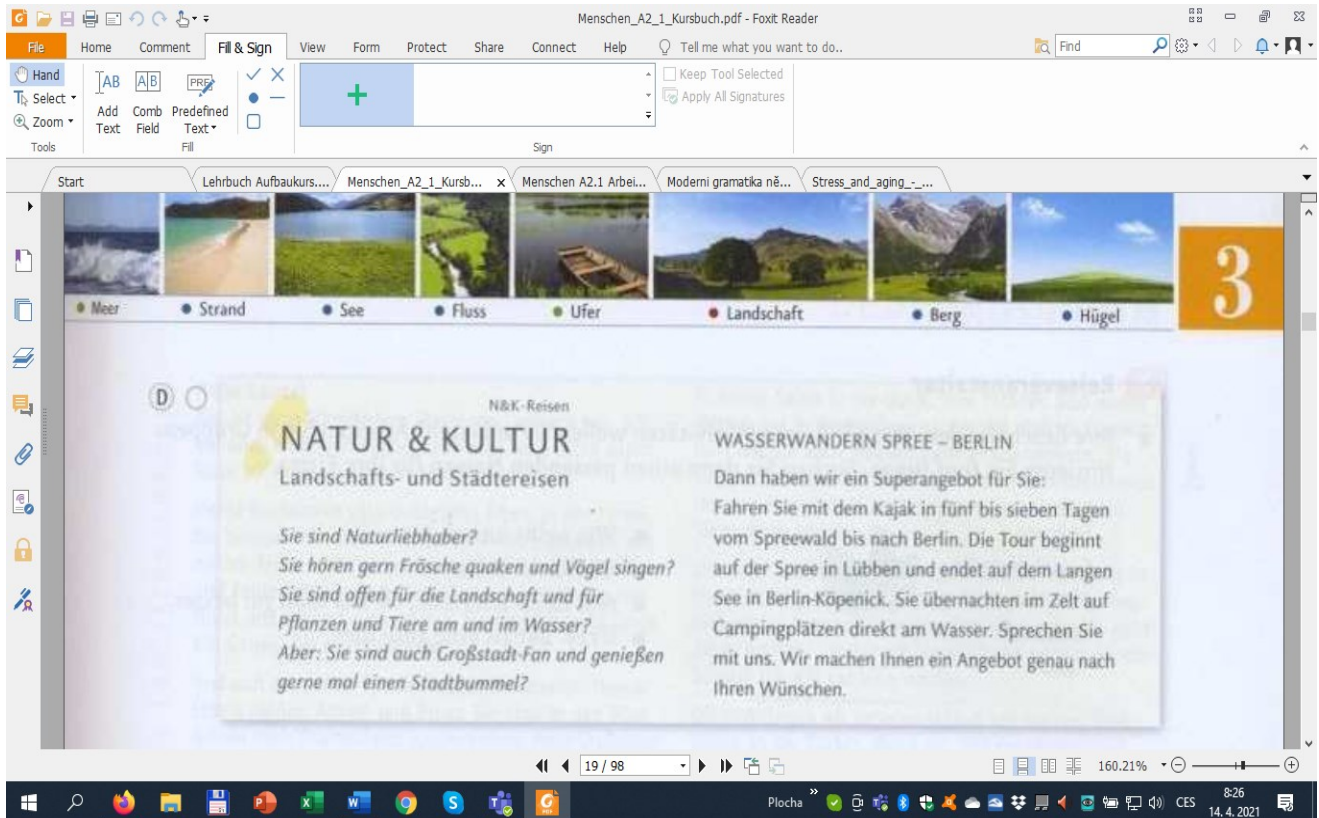 Menschen_A2_1_Kursbuch.pdf - Foxit Reader
File Home Comment Fill & Sign View Form Protect Share Connect Help Tell me what you want to do.. Find
Hand
Select
Zoom
Tools
AB
Add Text
AB
Comb Field
PRE
Predefined Text
Fill
Keep Tool Selected
Apply All Signatures
Sign
Start Lehrbuch Aufbaukurs.... Menschen_A2_1_Kursb... x Menschen A2.1 Arbei... Moderni gramatika ně... Stress_and_aging_-_...
3
Meer Strand See Fluss Ufer Landschaft Berg Hügel
D
N&K-Reisen
NATUR & KULTUR
Landschafts- und Städtereisen
Sie sind Naturliebhaber?
Sie hören gern Frösche quaken und Vögel singen?
Sie sind offen für die Landschaft und für
Pflanzen und Tiere am und im Wasser?
Aber: Sie sind auch Großstadt-Fan und genießen
gerne mal einen Stadtbummel?
WASSERWANDERN SPREE – BERLIN
Dann haben wir ein Superangebot für Sie:
Fahren Sie mit dem Kajak in fünf bis sieben Tagen
vom Spreewald bis nach Berlin. Die Tour beginnt
auf der Spree in Lübben und endet auf dem Langen
See in Berlin-Köpenick. Sie übernachten im Zelt auf
Campingplätzen direkt am Wasser. Sprechen Sie
mit uns. Wir machen Ihnen ein Angebot genau nach
Ihren Wünschen.
19 / 98
160.21%
Plocha
CES
8:26
14. 4. 2021